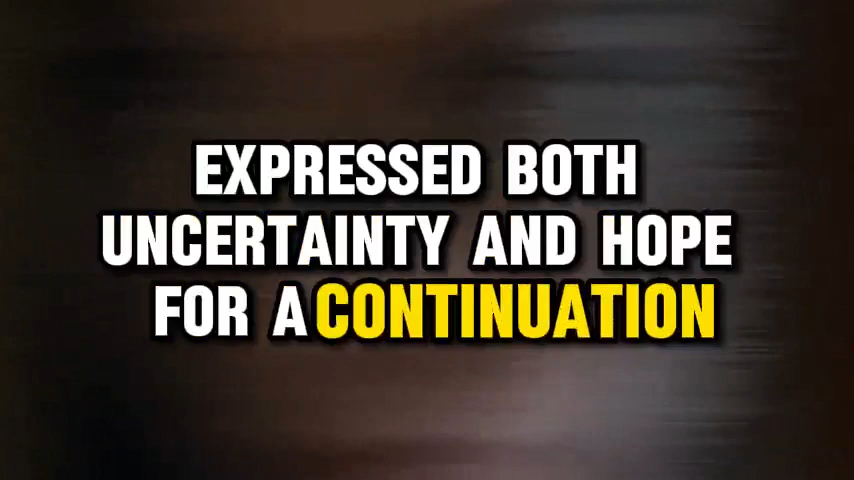 EXPRESSED BOTH
UNCERTAINTY AND HOPE
FOR A CONTINUATION